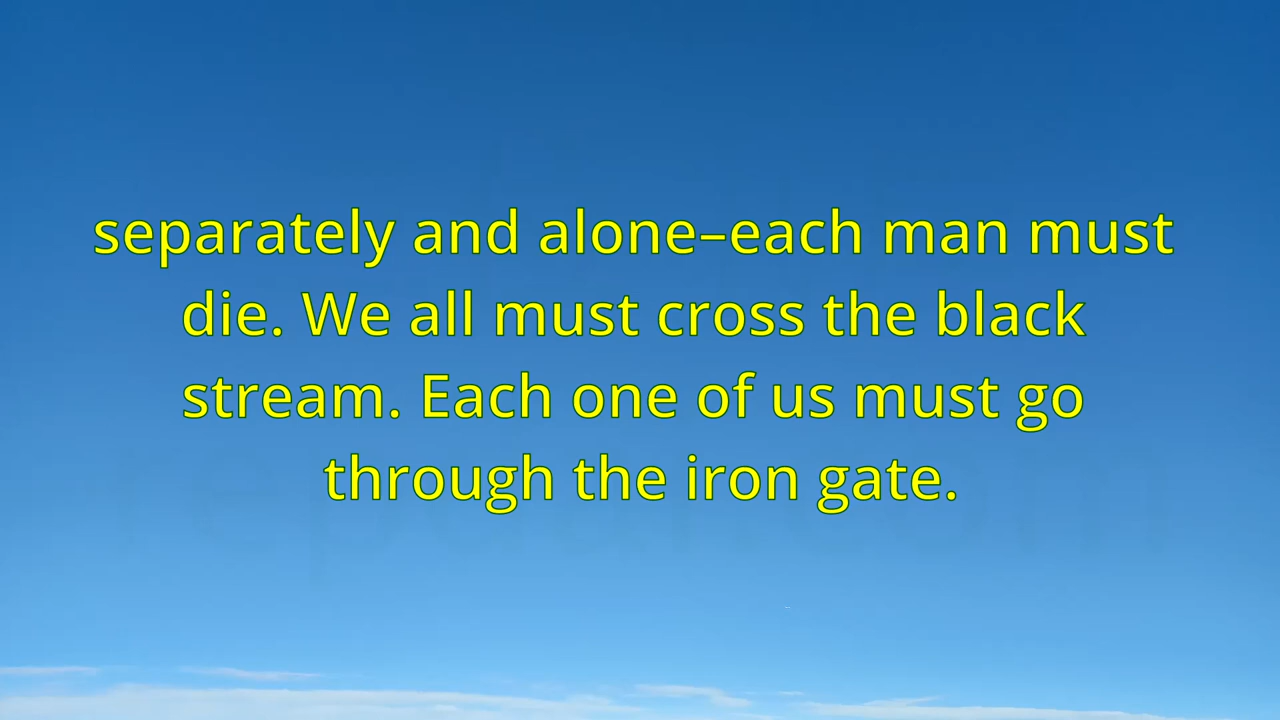 separately and alone–each man must
die. We all must cross the black
stream. Each one of us must go
through the iron gate.